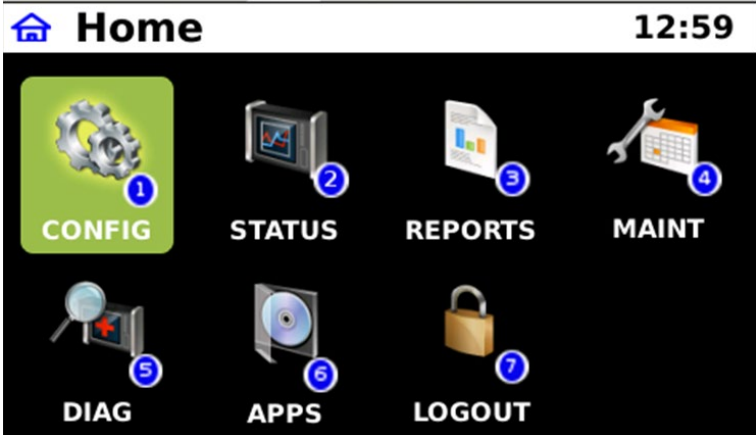 Home 12:59
1 2 3 4
CONFIG STATUS REPORTS MAINT
5 6 7
DIAG APPS LOGOUT